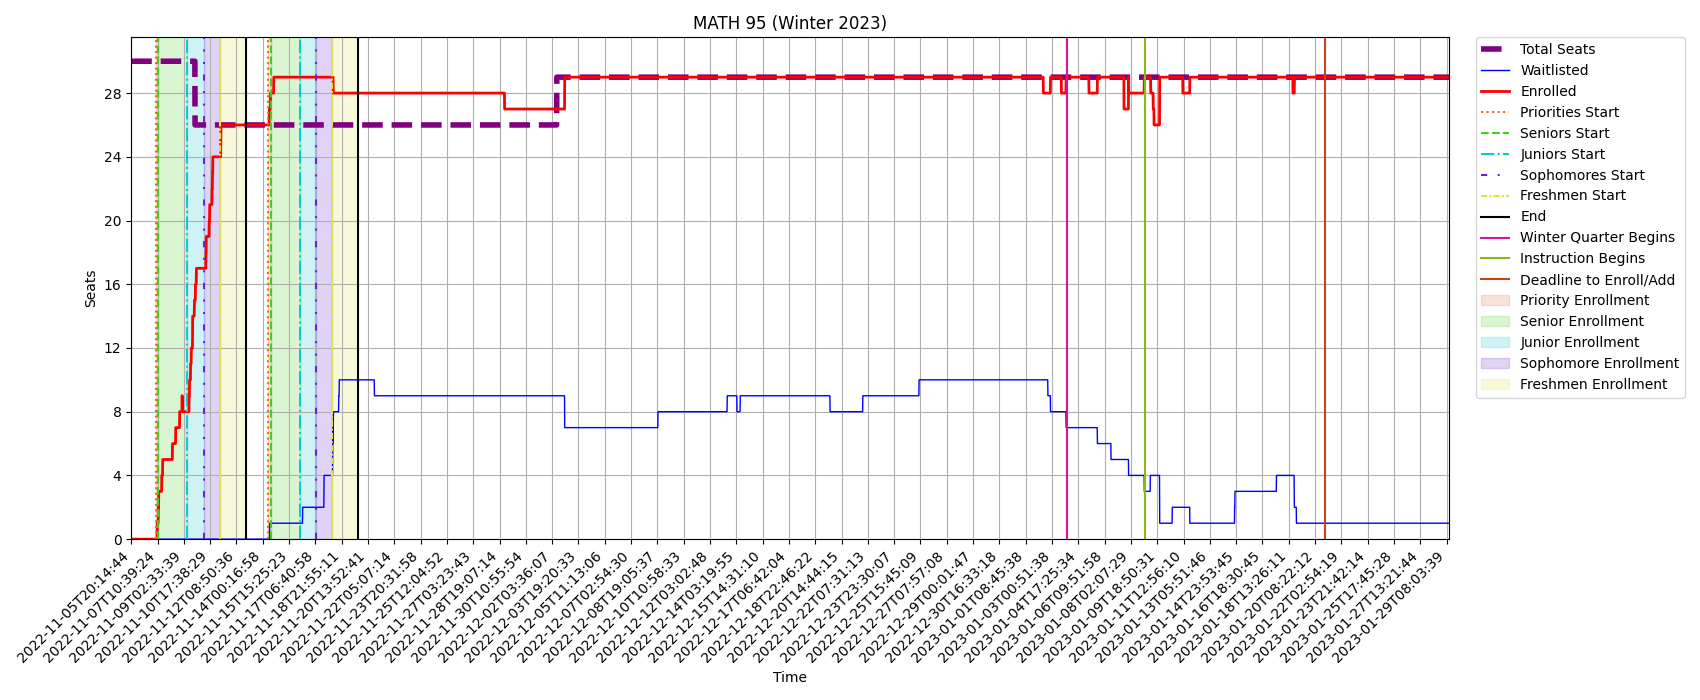 MATH 95 (Winter 2023)
Seats
28
24
20
16
12
8
4
0
2022-11-05T20:14:44
2022-11-07T10:39:24
2022-11-09T02:33:39
2022-11-10T17:38:29
2022-11-12T08:50:36
2022-11-14T00:16:58
2022-11-15T15:25:23
2022-11-17T06:40:58
2022-11-18T21:55:11
2022-11-20T13:52:41
2022-11-22T05:07:14
2022-11-23T20:31:58
2022-11-25T12:04:52
2022-11-27T03:23:43
2022-11-28T19:07:14
2022-11-30T10:55:54
2022-12-02T03:36:07
2022-12-03T19:20:33
2022-12-05T11:13:06
2022-12-07T02:54:30
2022-12-08T19:05:37
2022-12-10T10:58:33
2022-12-12T03:02:48
2022-12-14T03:19:55
2022-12-15T14:31:10
2022-12-17T06:42:04
2022-12-18T22:46:22
2022-12-20T14:44:15
2022-12-22T07:31:13
2022-12-23T23:30:07
2022-12-25T15:45:09
2022-12-27T07:57:08
2022-12-29T00:01:47
2022-12-30T16:33:18
2023-01-01T08:45:38
2023-01-03T00:51:38
2023-01-04T17:25:34
2023-01-06T09:51:58
2023-01-08T02:07:29
2023-01-09T18:50:31
2023-01-11T12:56:10
2023-01-13T05:51:46
2023-01-14T23:53:45
2023-01-16T18:30:45
2023-01-18T13:26:11
2023-01-20T08:22:12
2023-01-22T02:54:19
2023-01-23T21:42:14
2023-01-25T17:45:28
2023-01-27T13:21:44
2023-01-29T08:03:39
Time
Total Seats
Waitlisted
Enrolled
Priorities Start
Seniors Start
Juniors Start
Sophomores Start
Freshmen Start
End
Winter Quarter Begins
Instruction Begins
Deadline to Enroll/Add
Priority Enrollment
Senior Enrollment
Junior Enrollment
Sophomore Enrollment
Freshmen Enrollment